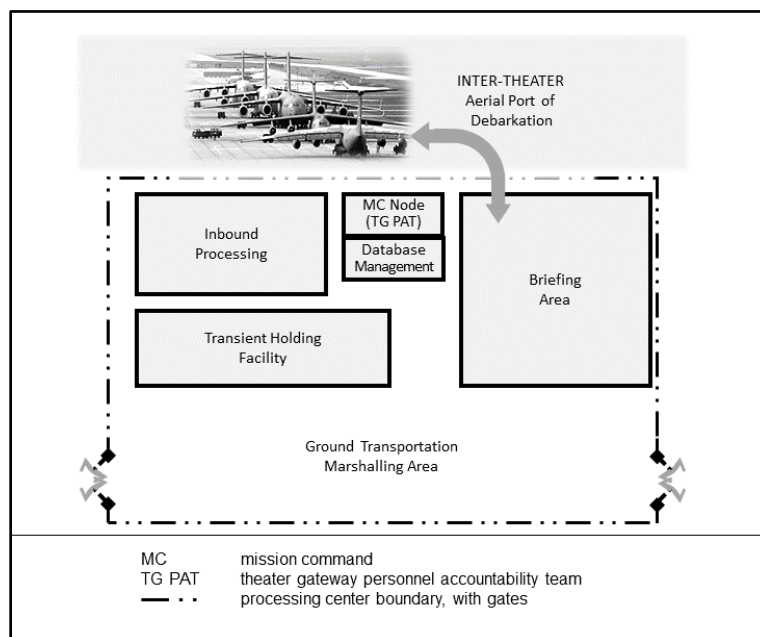 INTER-THEATER
Aerial Port of
Debarkation
Inbound
Processing
MC Node
(TG PAT)
Database
Management
Briefing
Area
Transient Holding
Facility
Ground Transportation
Marshalling Area
MC mission command
TG PAT theater gateway personnel accountability team
processing center boundary, with gates